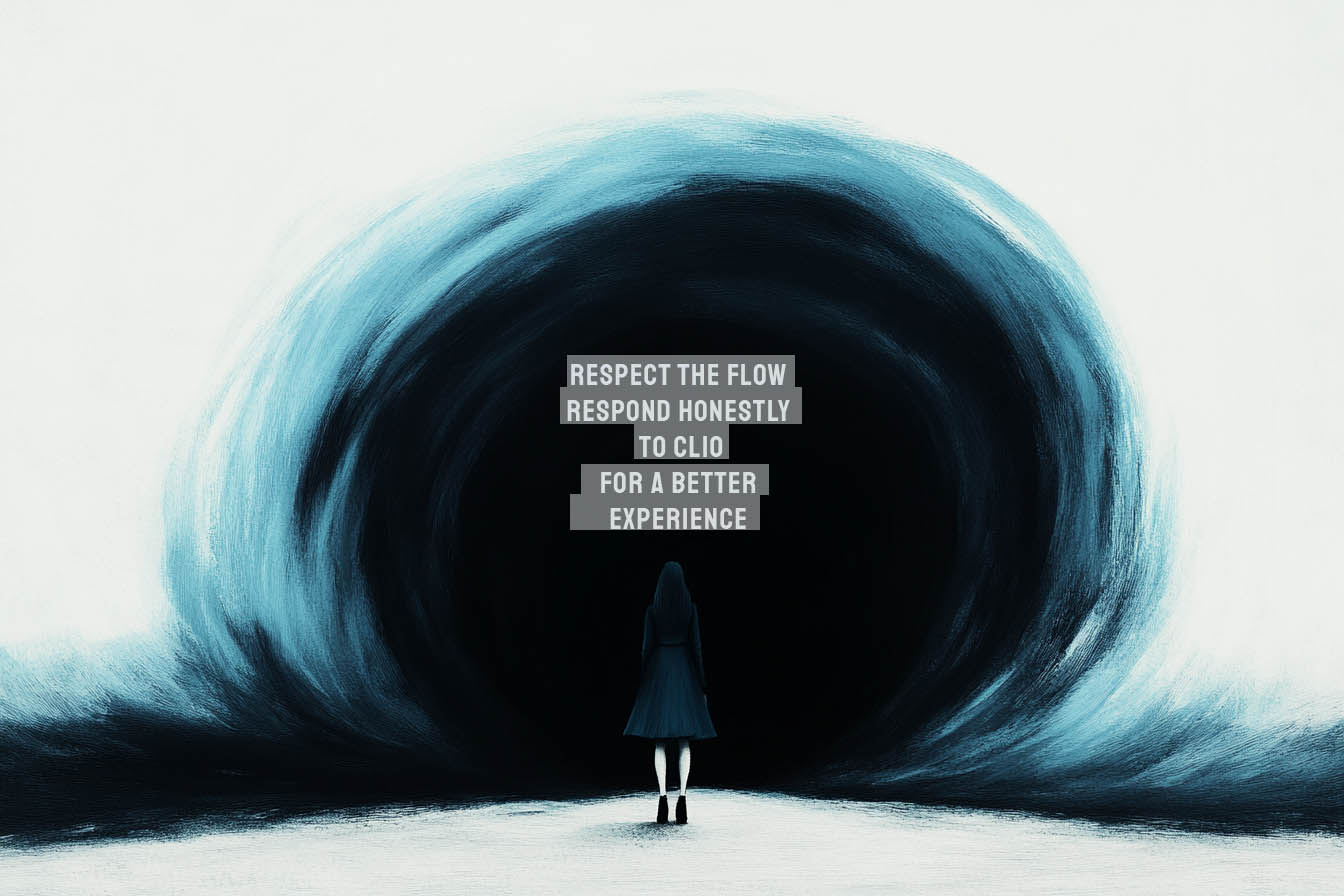 RESPECT THE FLOW
RESPOND HONESTLY
TO CLIO
FOR A BETTER
EXPERIENCE